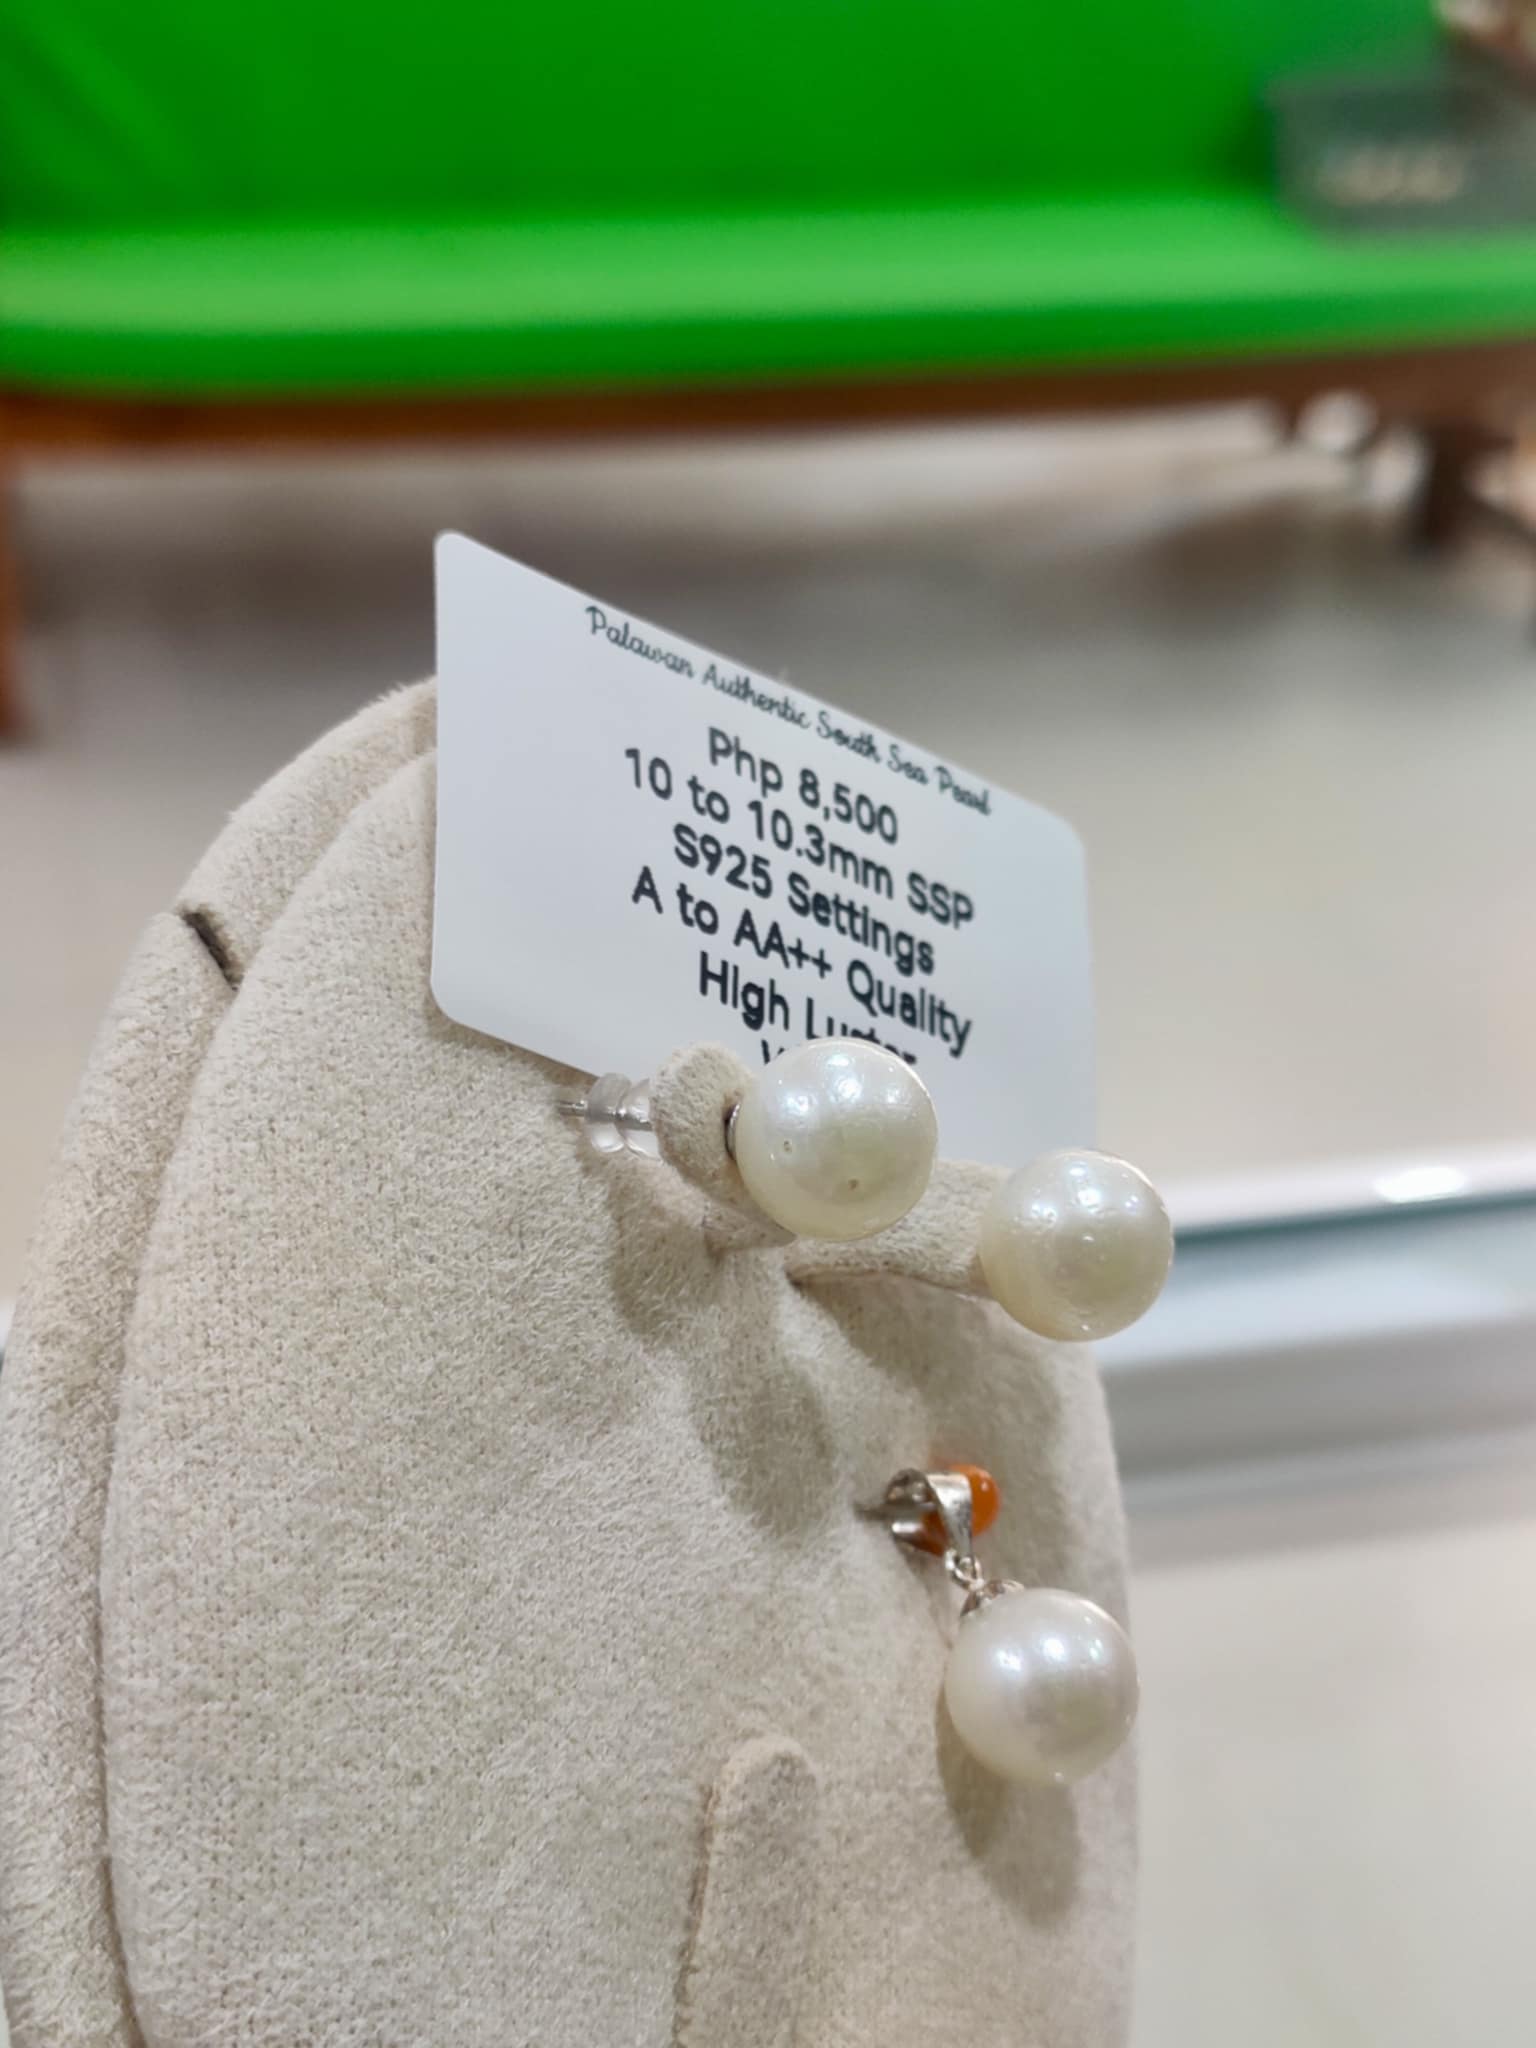 Palawan Authentic South Sea Pearl
Php 8,500
10 to 10.3mm SSP
S925 Settings
A to AA++ Quality
High Luster